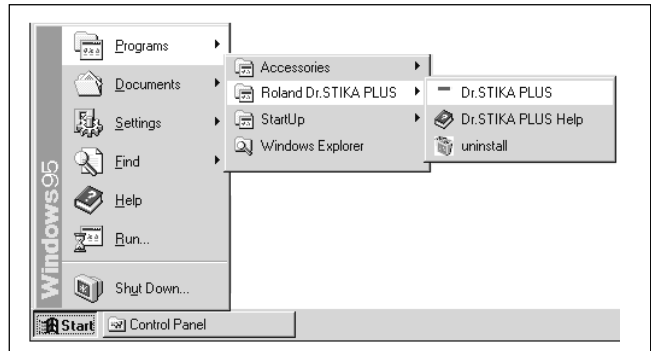 Programs
Documents
Settings
Find
Help
Run...
Shut Down...
Windows95
Accessories
Roland Dr.STIKA PLUS
StartUp
Windows Explorer
Dr.STIKA PLUS
Dr.STIKA PLUS Help
uninstall
Start
Control Panel